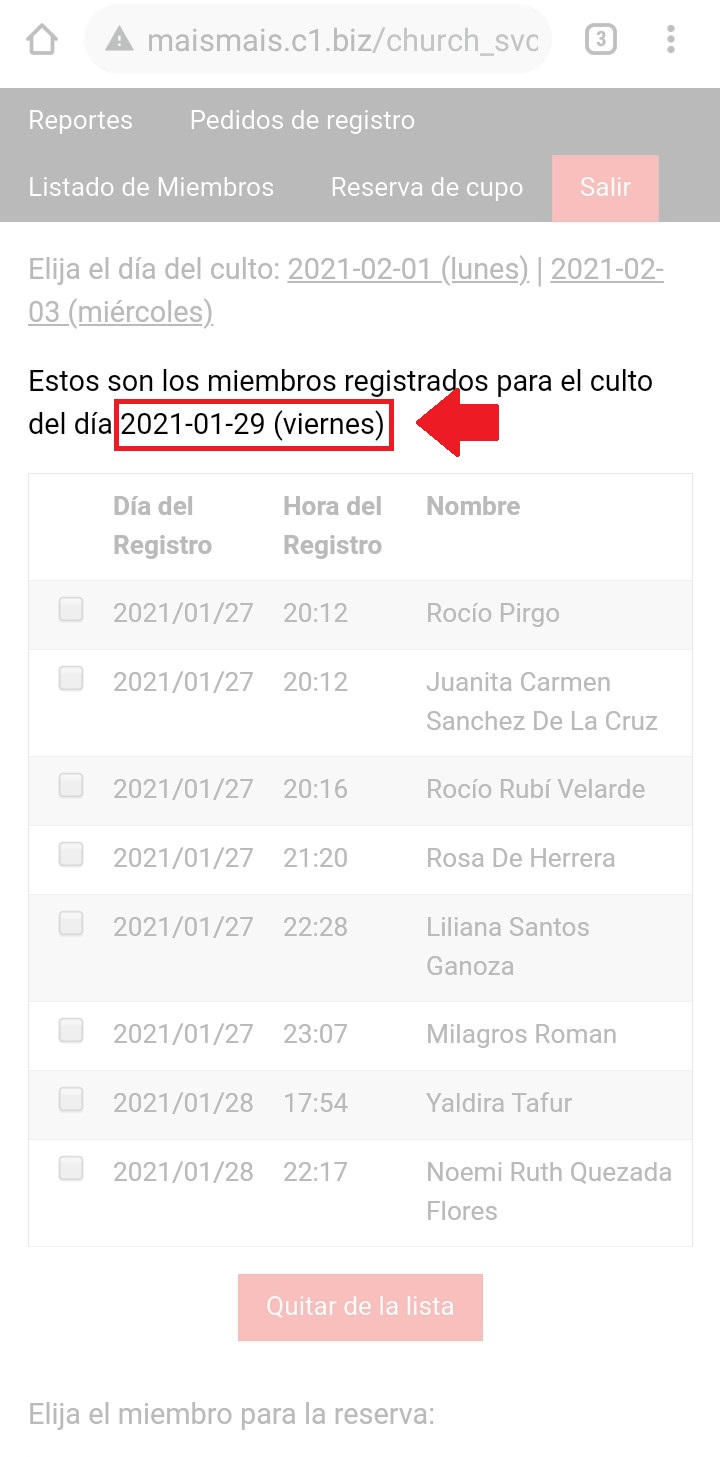 maismais.c1.biz/church_svc
3
Reportes Pedidos de registro
Listado de Miembros Reserva de cupo Salir
Elija el día del culto: 2021-02-01 (lunes) | 2021-02-
03 (miércoles)
Estos son los miembros registrados para el culto
del día 2021-01-29 (viernes)
Día del Hora del Nombre
Registro Registro
2021/01/27 20:12 Rocío Pirgo
2021/01/27 20:12 Juanita Carmen
Sanchez De La Cruz
2021/01/27 20:16 Rocío Rubí Velarde
2021/01/27 21:20 Rosa De Herrera
2021/01/27 22:28 Liliana Santos
Ganoza
2021/01/27 23:07 Milagros Roman
2021/01/28 17:54 Yaldira Tafur
2021/01/28 22:17 Noemi Ruth Quezada
Flores
Quitar de la lista
Elija el miembro para la reserva: